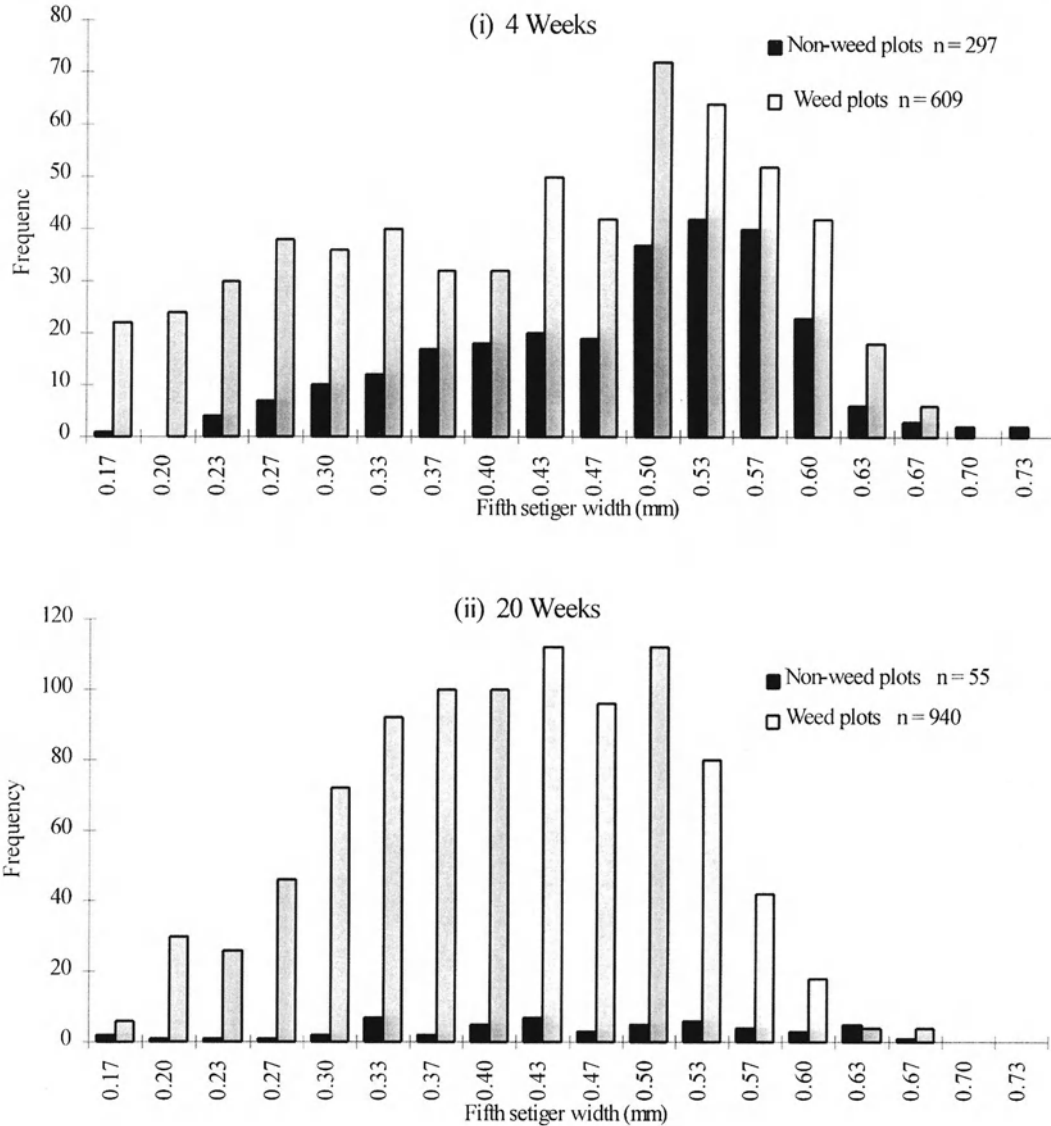 (i) 4 Weeks
80
70
60
50
40
30
20
10
0
Frequenc
Non-weed plots n=297
Weed plots n=609
0.17 0.20 0.23 0.27 0.30 0.33 0.37 0.40 0.43 0.47 0.50 0.53 0.57 0.60 0.63 0.67 0.70 0.73
Fifth setiger width (mm)
(ii) 20 Weeks
120
100
80
60
40
20
0
Frequency
Non-weed plots n=55
Weed plots n=940
0.17 0.20 0.23 0.27 0.30 0.33 0.37 0.40 0.43 0.47 0.50 0.53 0.57 0.60 0.63 0.67 0.70 0.73
Fifth setiger width (mm)